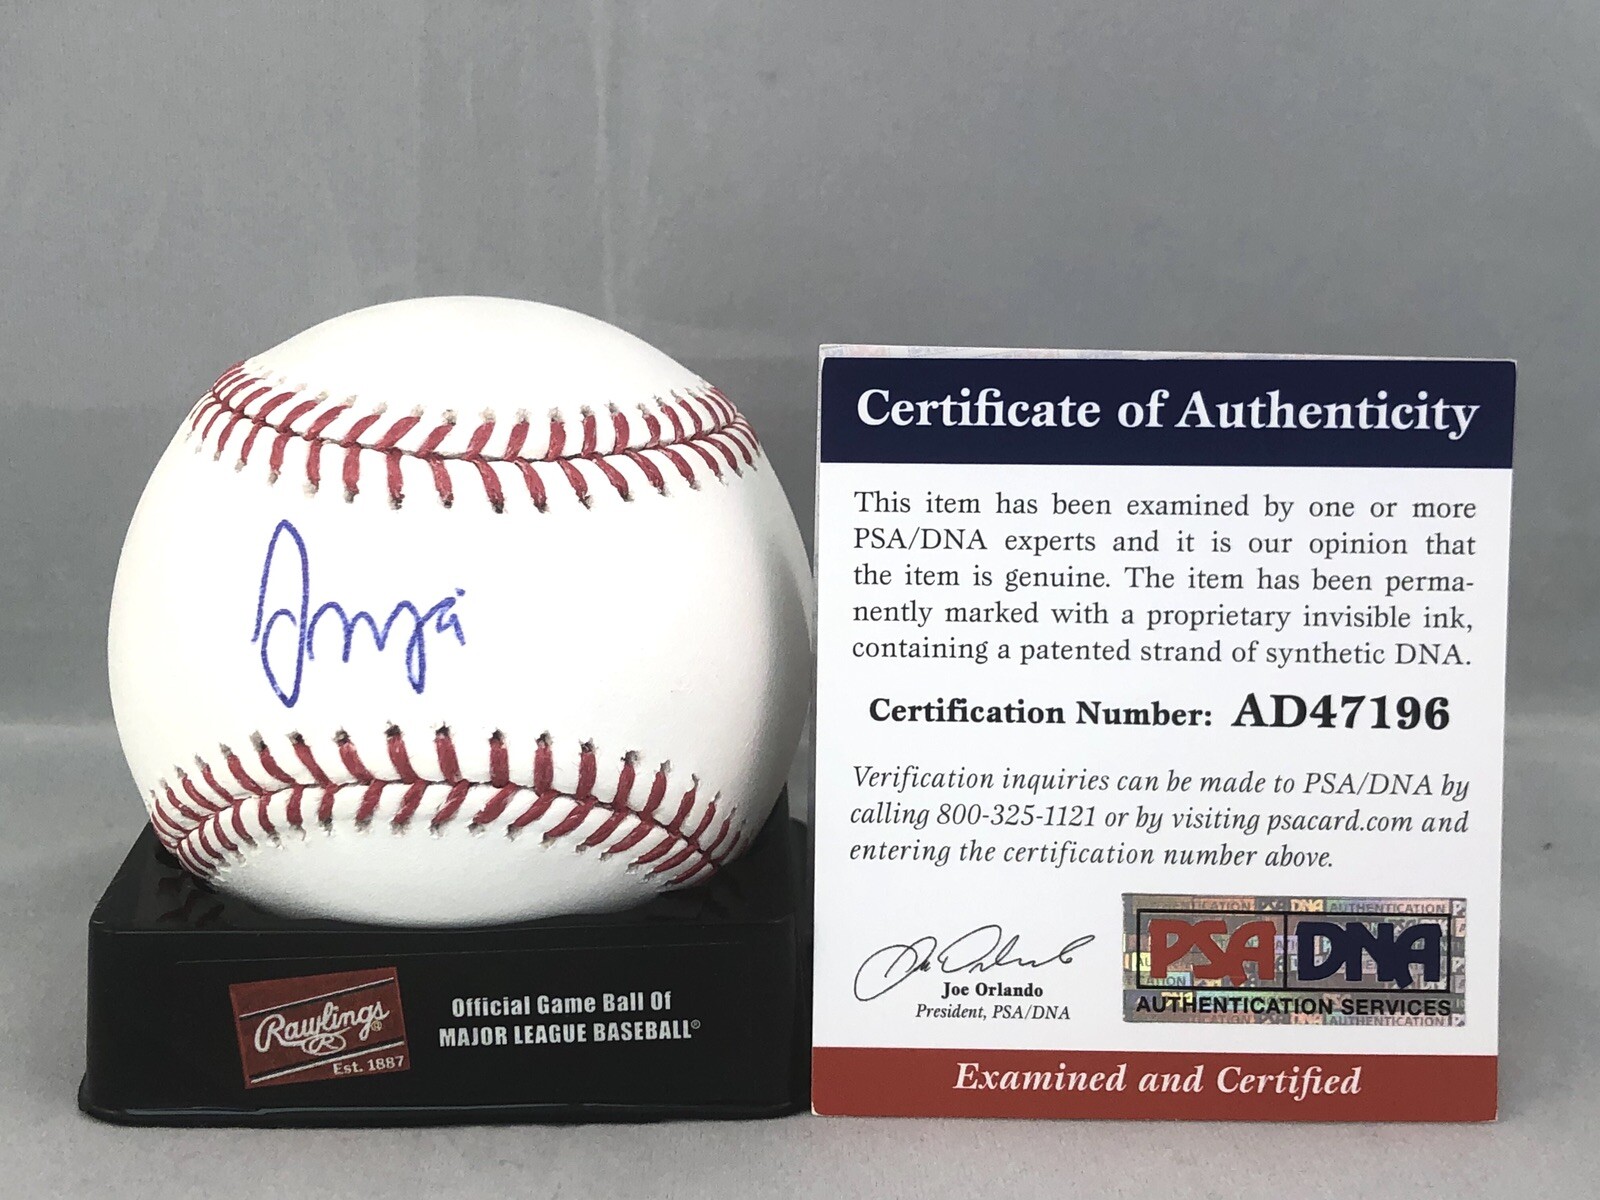 Certificate of Authenticity
This item has been examined by one or more
PSA/DNA experts and it is our opinion that
the item is genuine. The item has been perma-
nently marked with a proprietary invisible ink,
containing a patented strand of synthetic DNA.
Certification Number: AD47196
Verification inquiries can be made to PSA/DNA by
calling 800-325-1121 or by visiting psacard.com and
entering the certification number above.
Joe Orlando
President, PSA/DNA
PSA DNA
AUTHENTICATION SERVICES
Examined and Certified
Rawlings®
R
Est. 1887
Official Game Ball Of
MAJOR LEAGUE BASEBALL®